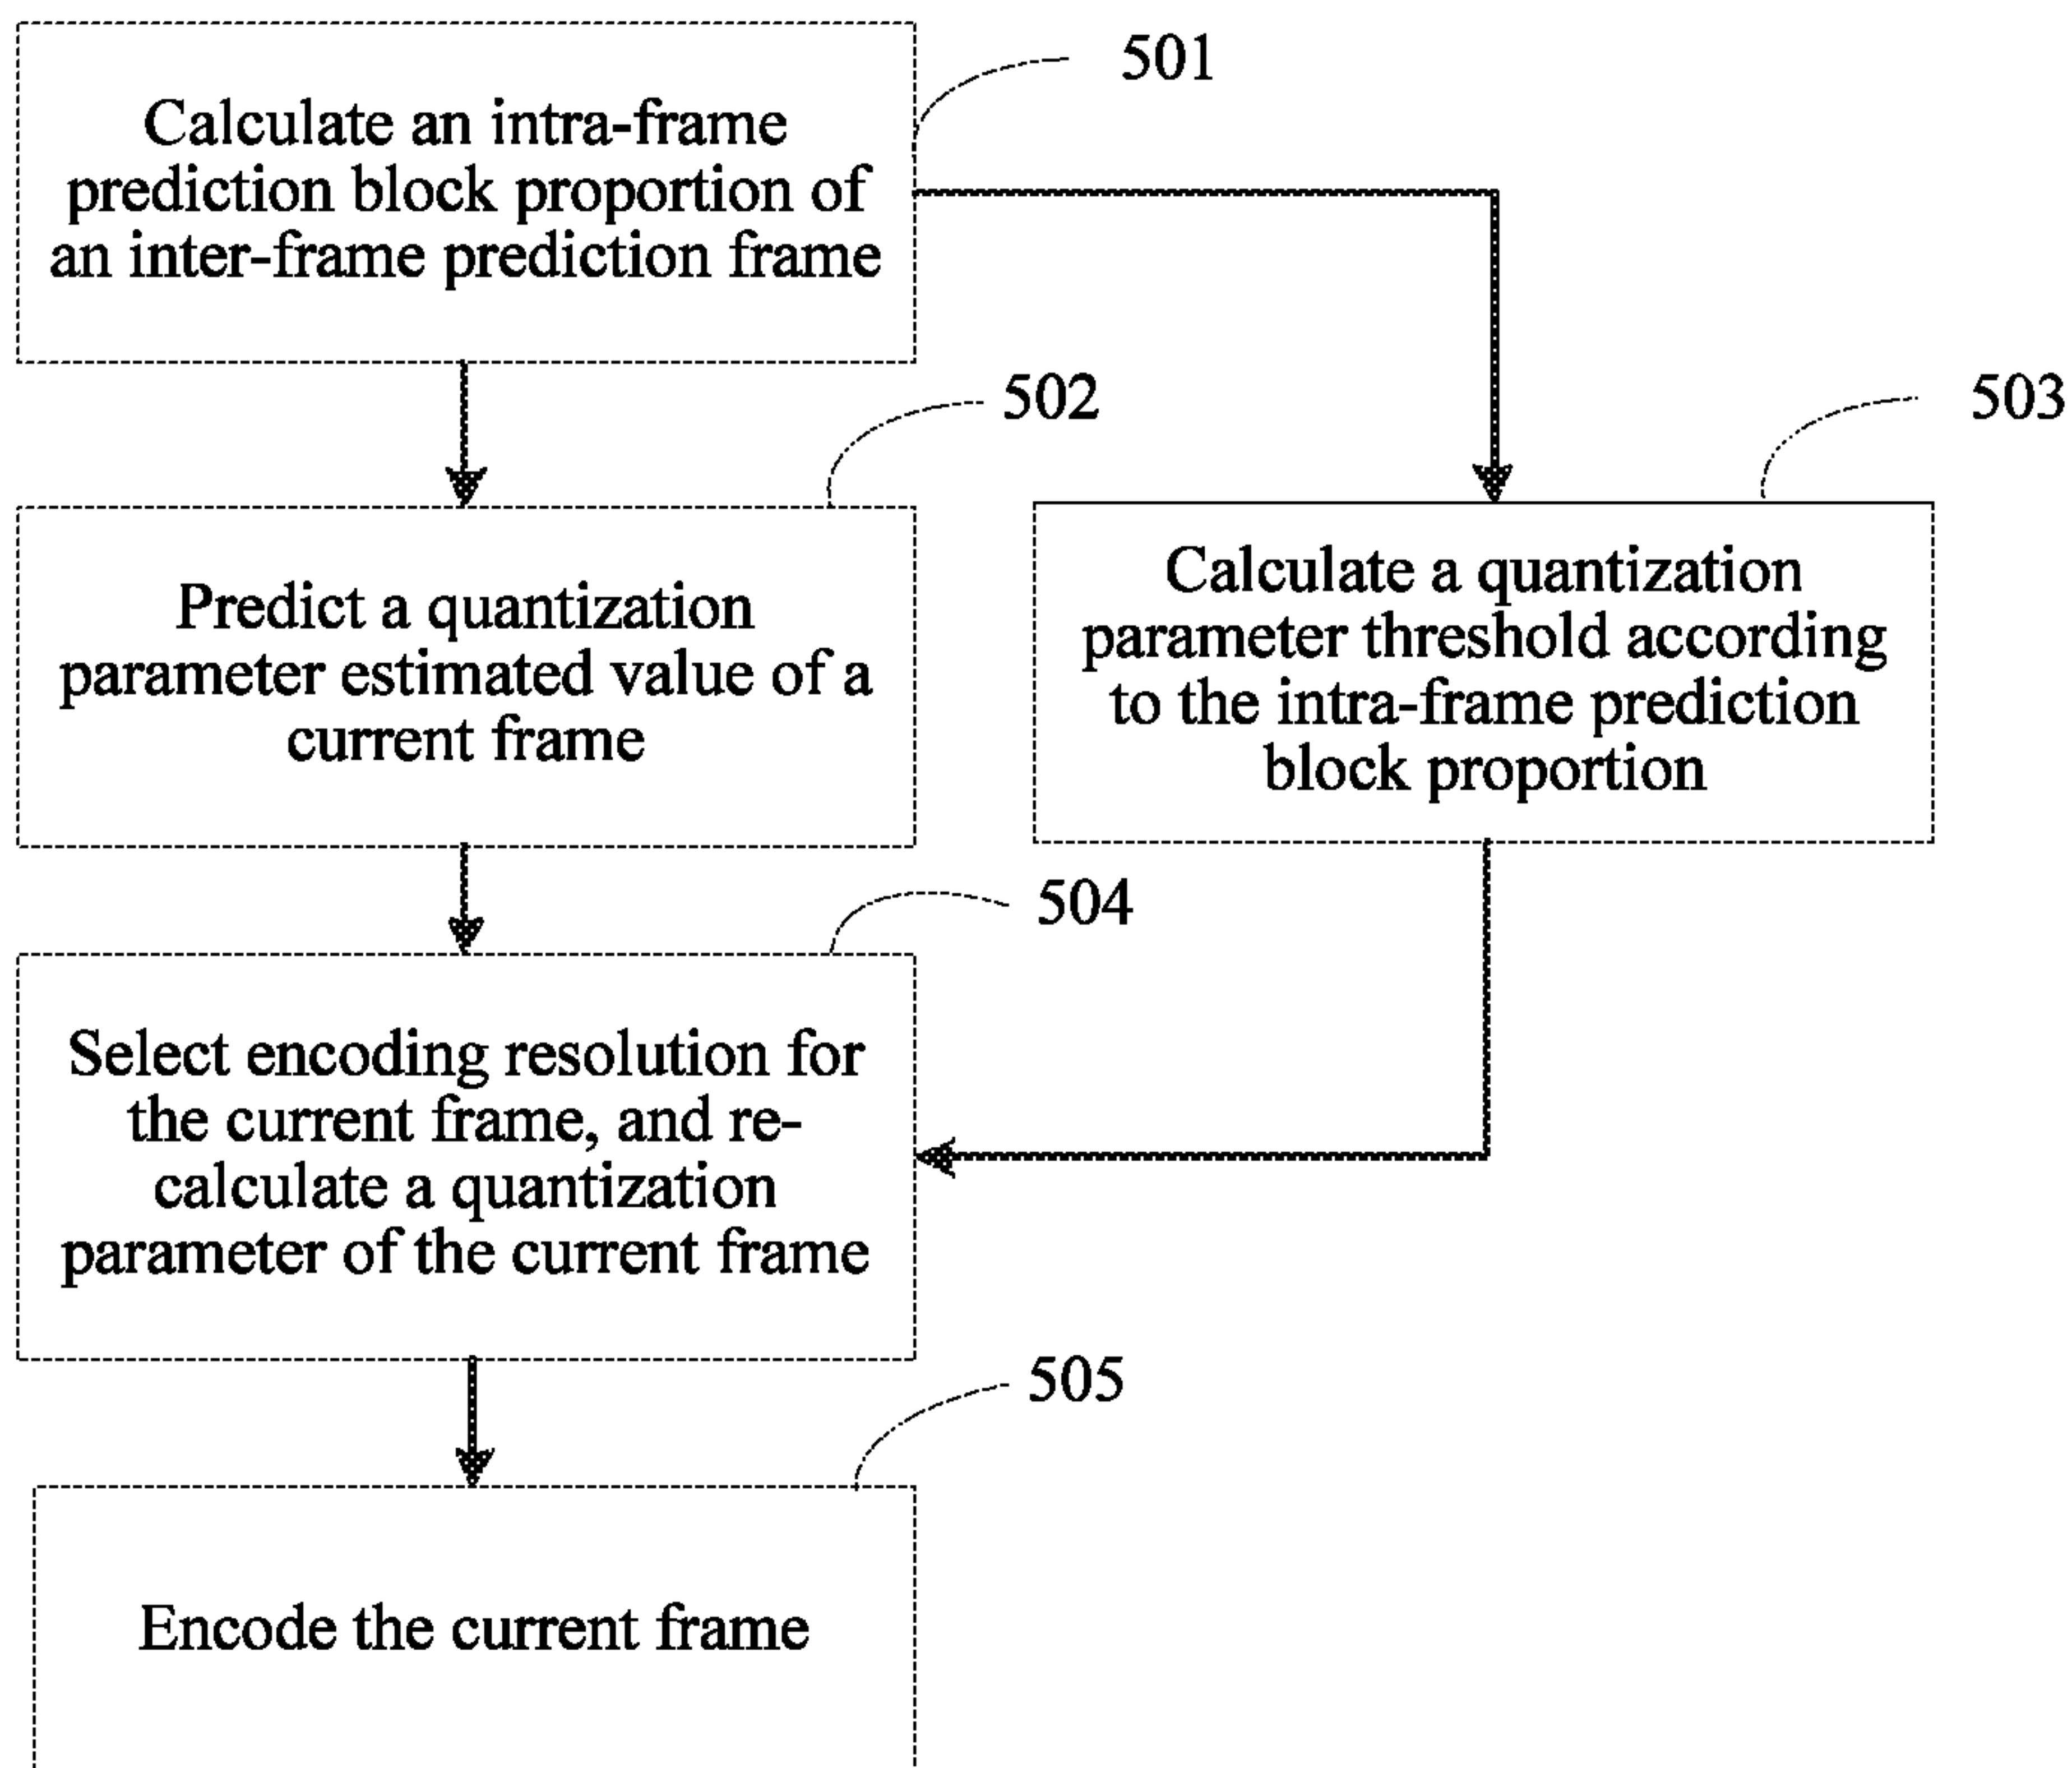 501
Calculate an intra-frame
prediction block proportion of
an inter-frame prediction frame
502
503
Predict a quantization
parameter estimated value of a
current frame
Calculate a quantization
parameter threshold according
to the intra-frame prediction
block proportion
504
Select encoding resolution for
the current frame, and re-
calculate a quantization
parameter of the current frame
505
Encode the current frame